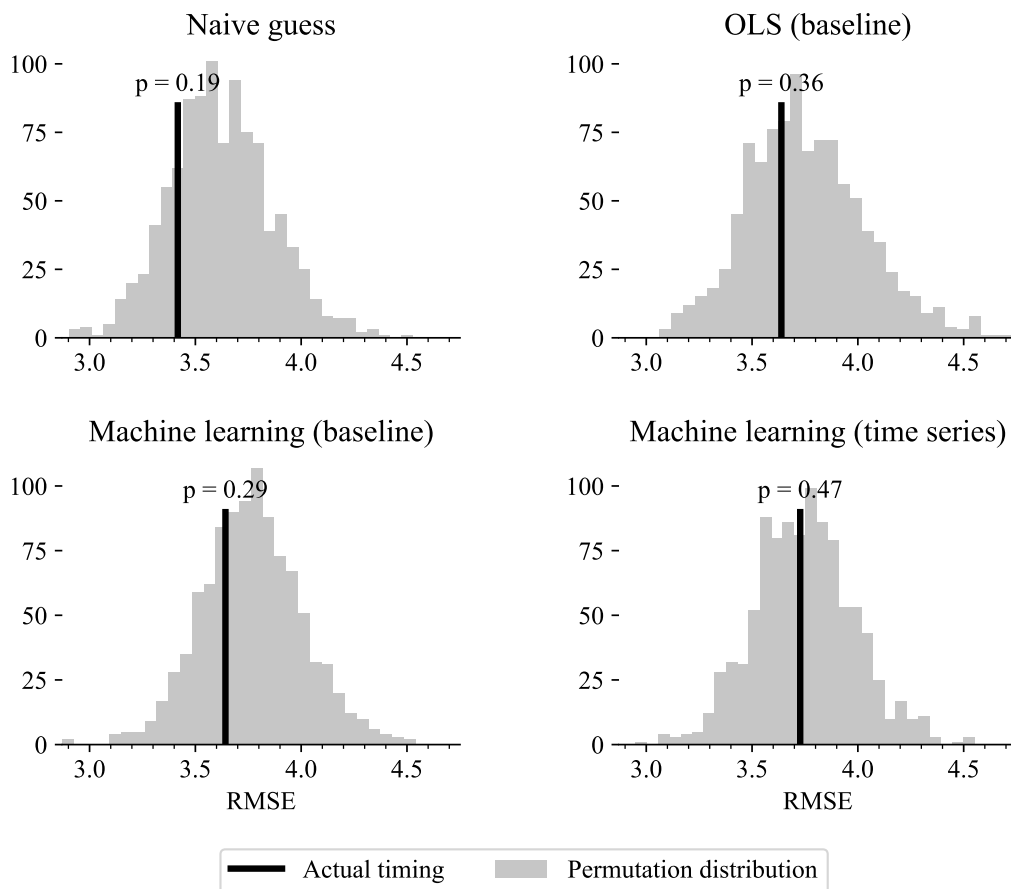 Naive guess
OLS (baseline)
p = 0.19
p = 0.36
100
75
50
25
0
3.0 3.5 4.0 4.5
100
75
50
25
0
3.0 3.5 4.0 4.5
Machine learning (baseline)
Machine learning (time series)
p = 0.29
p = 0.47
100
75
50
25
0
3.0 3.5 4.0 4.5
RMSE
100
75
50
25
0
3.0 3.5 4.0 4.5
RMSE
Actual timing
Permutation distribution